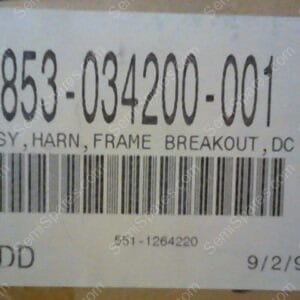 853-034200-001
SY,HARN,FRAME BREAKOUT,DC
551-1264220
DD
9/2/9